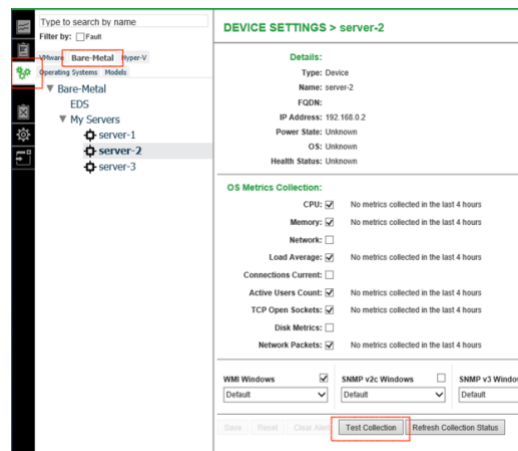 Type to search by name
Filter by: Fault
VMware Bare-Metal Hyper-V
Operating Systems Models
Bare-Metal
EDS
My Servers
server-1
server-2
server-3
DEVICE SETTINGS > server-2
Details:
Type: Device
Name: server-2
FQDN:
IP Address: 192.168.0.2
Power State: Unknown
OS: Unknown
Health Status: Unknown
OS Metrics Collection:
CPU: No metrics collected in the last 4 hours
Memory: No metrics collected in the last 4 hours
Network:
Load Average: No metrics collected in the last 4 hours
Connections Current:
Active Users Count: No metrics collected in the last 4 hours
TCP Open Sockets: No metrics collected in the last 4 hours
Disk Metrics:
Network Packets: No metrics collected in the last 4 hours
WMI Windows SNMP v2c Windows SNMP v3 Window
Default Default Default
Save Reset Clear Alert Test Collection Refresh Collection Status